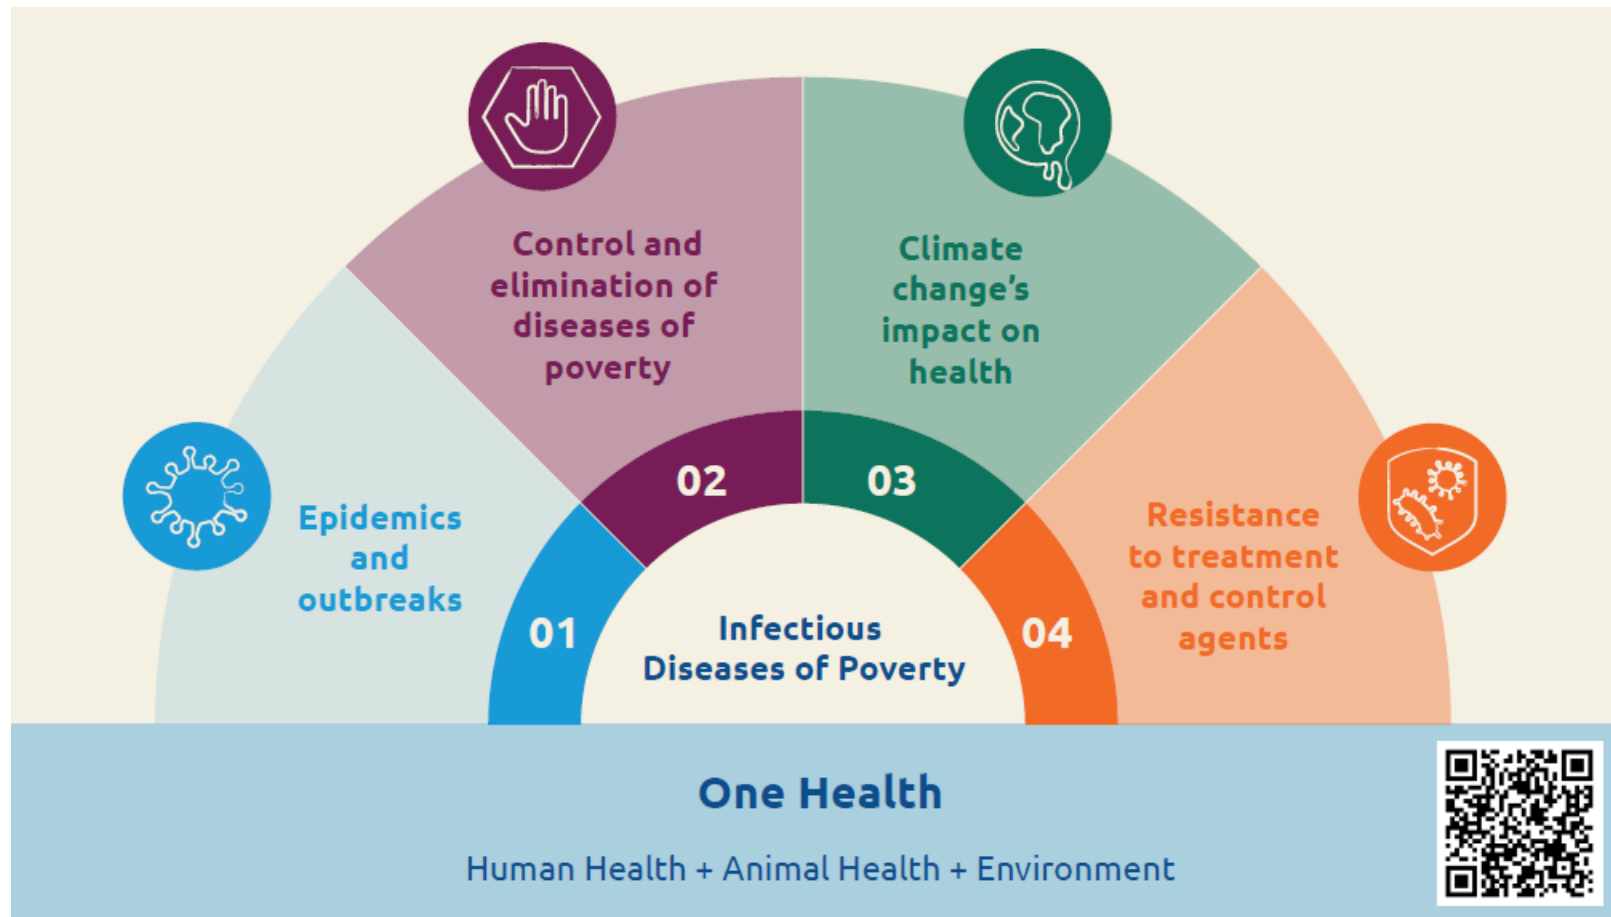 Control and
elimination of
diseases of
poverty
Climate
change's
impact on
health
Epidemics
and
outbreaks
Resistance
to treatment
and control
agents
01
02
03
04
Infectious
Diseases of Poverty
One Health
Human Health + Animal Health + Environment